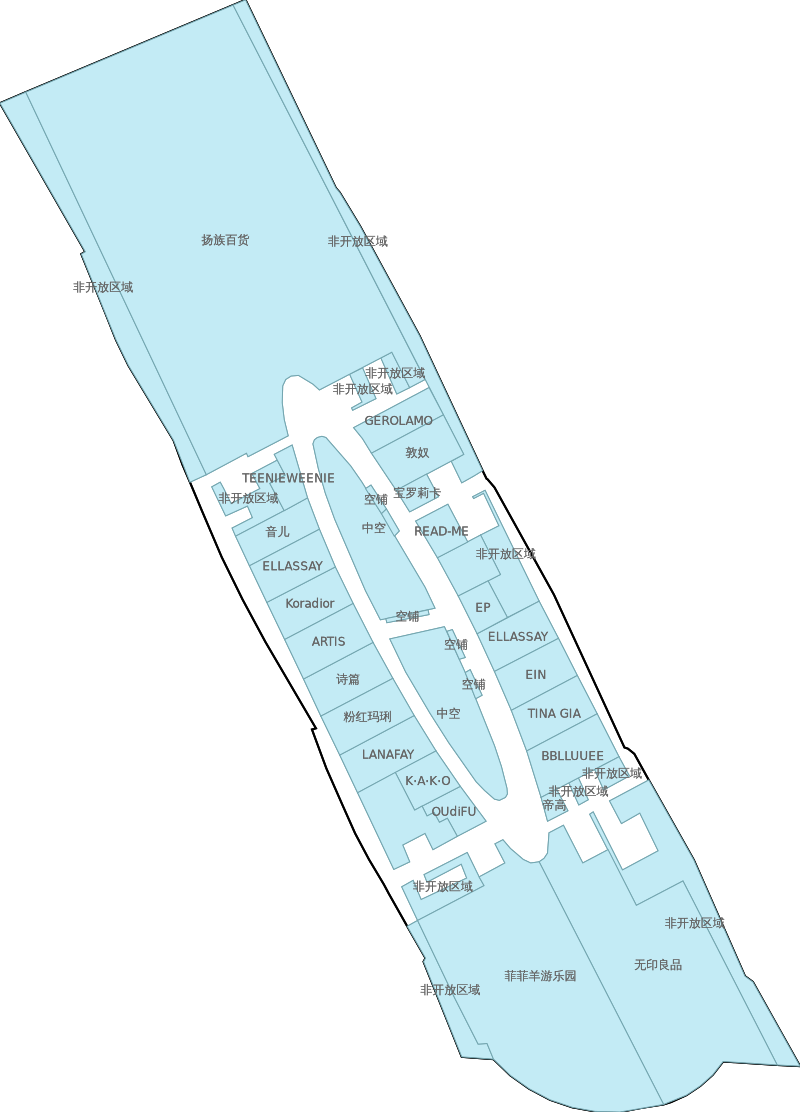 扬族百货
非开放区域
非开放区域
非开放区域
非开放区域
GEROLAMO
敦奴
TEENIEWEENIE
宝罗莉卡
非开放区域
空铺
中空
音儿
READ-ME
非开放区域
ELLASSAY
Koradior
EP
空铺
ELLASSAY
ARTIS
空铺
EIN
诗篇
空铺
粉红玛琍
中空
TINA GIA
LANAFAY
BBLLUUEE
非开放区域
K·A·K·O
非开放区域
帝高
OUdiFU
非开放区域
非开放区域
无印良品
菲菲羊游乐园
非开放区域